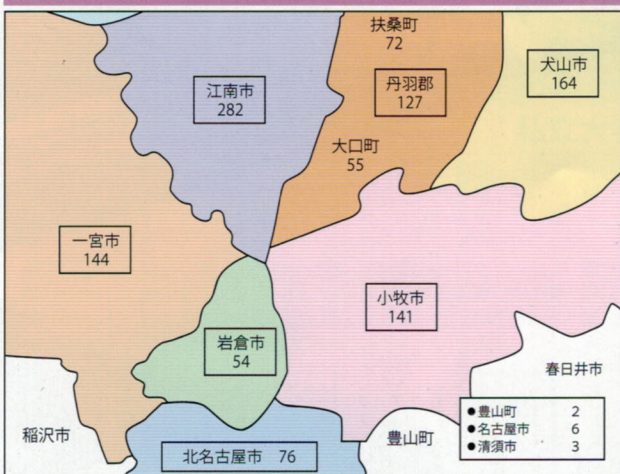 扶桑町
72
犬山市
164
丹羽郡
127
江南市
282
大口町
55
一宮市
144
小牧市
141
岩倉市
54
春日井市
●豊山町 2
●名古屋市 6
●清須市 3
稲沢市
豊山町
北名古屋市 76